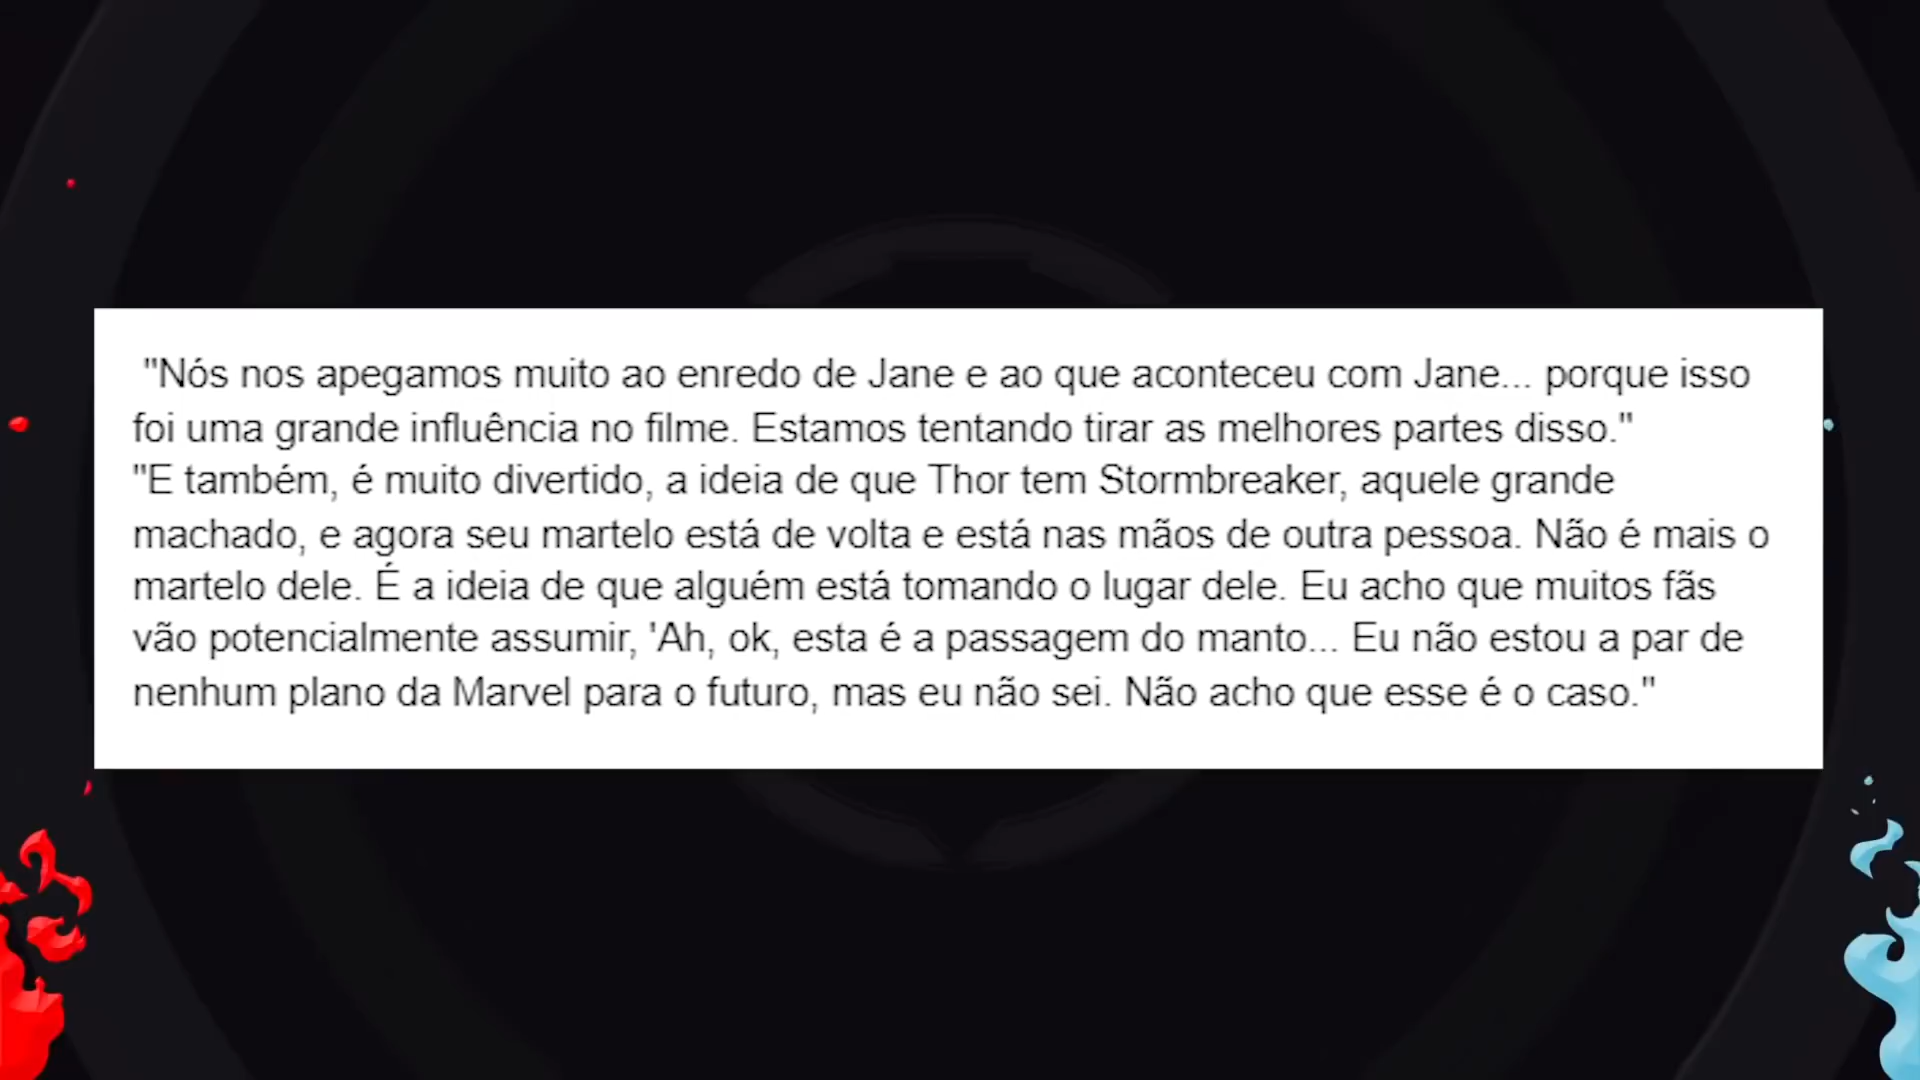 "Nós nos apegamos muito ao enredo de Jane e ao que aconteceu com Jane... porque isso
foi uma grande influência no filme. Estamos tentando tirar as melhores partes disso."
"E também, é muito divertido, a ideia de que Thor tem Stormbreaker, aquele grande
machado, e agora seu martelo está de volta e está nas mãos de outra pessoa. Não é mais o
martelo dele. É a ideia de que alguém está tomando o lugar dele. Eu acho que muitos fãs
vão potencialmente assumir, 'Ah, ok, esta é a passagem do manto... Eu não estou a par de
nenhum plano da Marvel para o futuro, mas eu não sei. Não acho que esse é o caso."